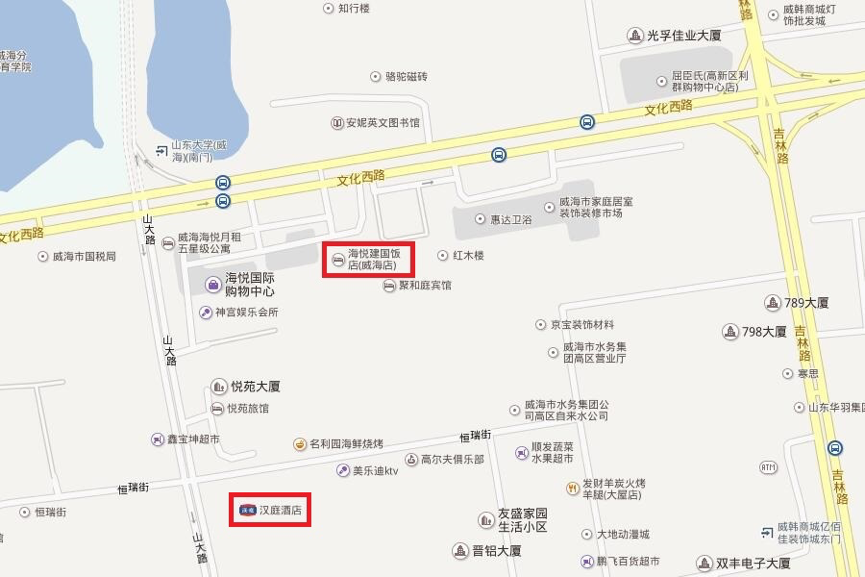 知行楼
威韩商城灯
饰批发城
吉林路
光孚佳业大厦
威海分
育学院
骆驼磁砖
屈臣氏(高新区利
群购物中心店)
文化西路
安妮英文图书馆
山东大学(威
海)(南门)
吉林路
文化西路
威海市家庭居室
装饰装修市场
惠达卫浴
山大路
文化西路
威海海悦月租
五星级公寓
威海市国税局
海悦建国饭
店(威海店)
红木楼
海悦国际
购物中心
聚和庭宾馆
神宫娱乐会所
789大厦
京宝装饰材料
798大厦
吉林路
山大路
威海市水务集
团高区营业厅
寒思
悦苑大厦
悦苑旅馆
威海市水务集团公
司高区自来水公司
山东华羽集团
鑫宝坤超市
名利园海鲜烧烤
恒瑞街
顺发蔬菜
水果超市
高尔夫俱乐部
美乐迪ktv
ATM
发财羊炭火烤
羊腿(大屋店)
吉林路
恒瑞街
恒瑞街
汉庭酒店
友盛家园
生活小区
大地动漫城
威韩商城亿佰
佳装饰城东门
山大路
晋铝大厦
鹏飞百货超市
双丰电子大厦